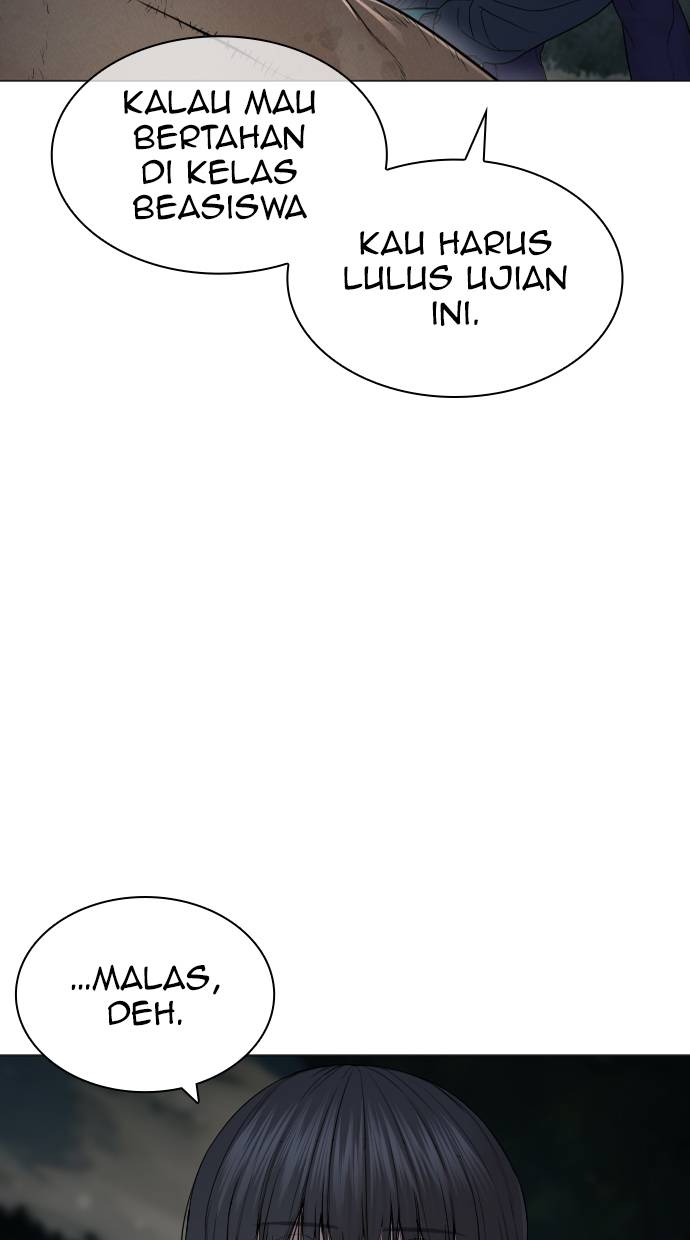 KALAU MAU
BERTAHAN
DI KELAS
BEASISWA
KAU HARUS
LULUS UJIAN
INI.
...MALAS,
DEH.